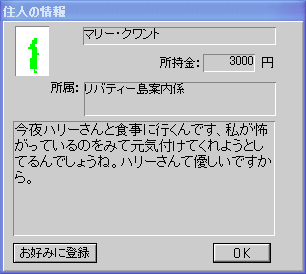 住人の情報
マリー・クワント
所持金: 3000 円
所属: リバティー島案内係
今夜ハリーさんと食事に行くんです、私が怖
がっているのをみて元気付けてくれようとし
てるんでしょうね。ハリーさんて優しいですか
ら。
お好みに登録 OK